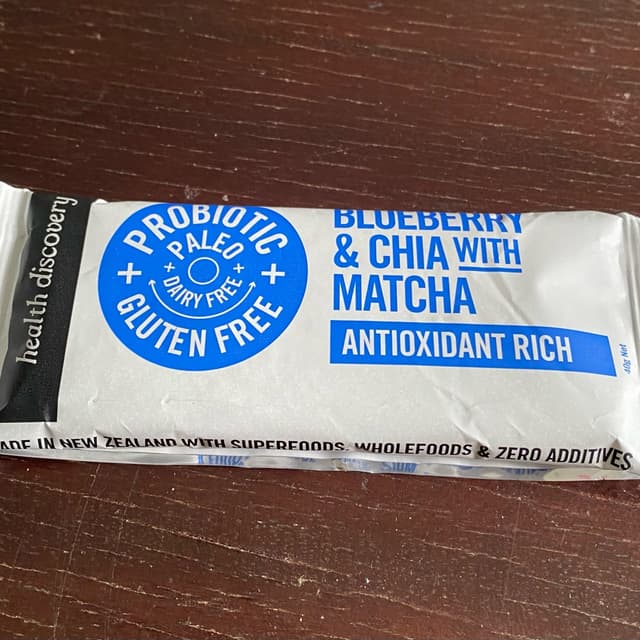 health discovery
PROBIOTIC
PALEO
DAIRY FREE
GLUTEN FREE
BLUEBERRY
& CHIA WITH
MATCHA
ANTIOXIDANT RICH
40g Net
MADE IN NEW ZEALAND WITH SUPERFOODS, WHOLEFOODS & ZERO ADDITIVES